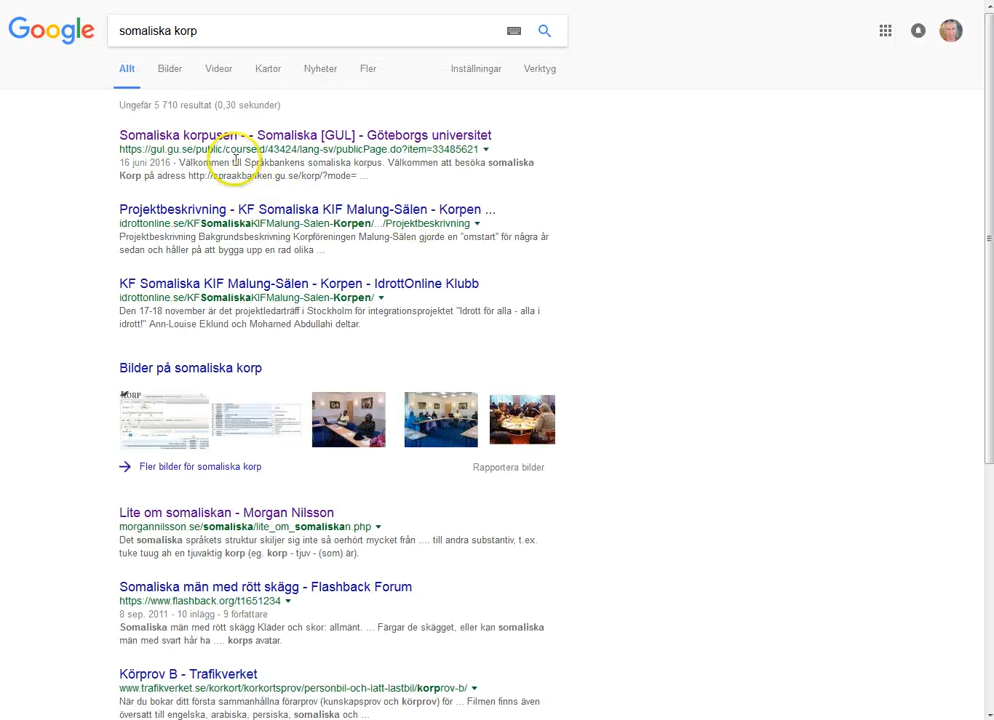 Google
somaliska korp
Allt Bilder Videor Kartor Nyheter Fler Inställningar Verktyg
Ungefär 5 710 resultat (0,30 sekunder)
Somaliska korpusen - Somaliska [GUL] - Göteborgs universitet
https://gul.gu.se/public/courseId/43424/lang-sv/publicPage.do?item=33485621
16 juni 2016 - Välkommen till Språkbankens somaliska korpus. Välkommen att besöka somaliska
Korp på adress http://spraakbanken.gu.se/korp/?mode= ...
Projektbeskrivning - KF Somaliska KIF Malung-Sälen - Korpen ...
idrottonline.se/KFSomaliskaKIFMalung-Salen-Korpen/.../Projektbeskrivning
Projektbeskrivning Bakgrundsbeskrivning Korpföreningen Malung-Sälen gjorde en "omstart" för några år
sedan och håller på att bygga upp en rad olika ...
KF Somaliska KIF Malung-Sälen - Korpen - IdrottOnline Klubb
idrottonline.se/KFSomaliskaKIFMalung-Salen-Korpen/
Den 17-18 november är det projektledarträff i Stockholm för integrationsprojektet "Idrott för alla - alla i
idrott!" Ann-Louise Eklund och Mohamed Abdullahi deltar.
Bilder på somaliska korp
KORP
Fler bilder för somaliska korp Rapportera bilder
Lite om somaliskan - Morgan Nilsson
morgannilsson.se/somaliska/lite_om_somaliskan.php
Det somaliska språkets struktur skiljer sig inte så oerhört mycket från .... till andra substantiv, t.ex.
tuke tuug ah en tjuvaktig korp (eg. korp - tjuv - (som) är).
Somaliska män med rött skägg - Flashback Forum
https://www.flashback.org/t1651234
8 sep. 2011 - 10 inlägg - 9 författare
Somaliska män med rött skägg Kläder och skor: allmänt. ... Färgar de skägget, eller kan somaliska
män med svart hår ha .... korps avatar.
Körprov B - Trafikverket
www.trafikverket.se/korkort/korkortsprov/personbil-och-latt-lastbil/korprov-b/
När du bokar ditt första sammanhållna förarprov (kunskapsprov och körprov) för ... Filmen finns även
översatt till engelska, arabiska, persiska, somaliska och ...